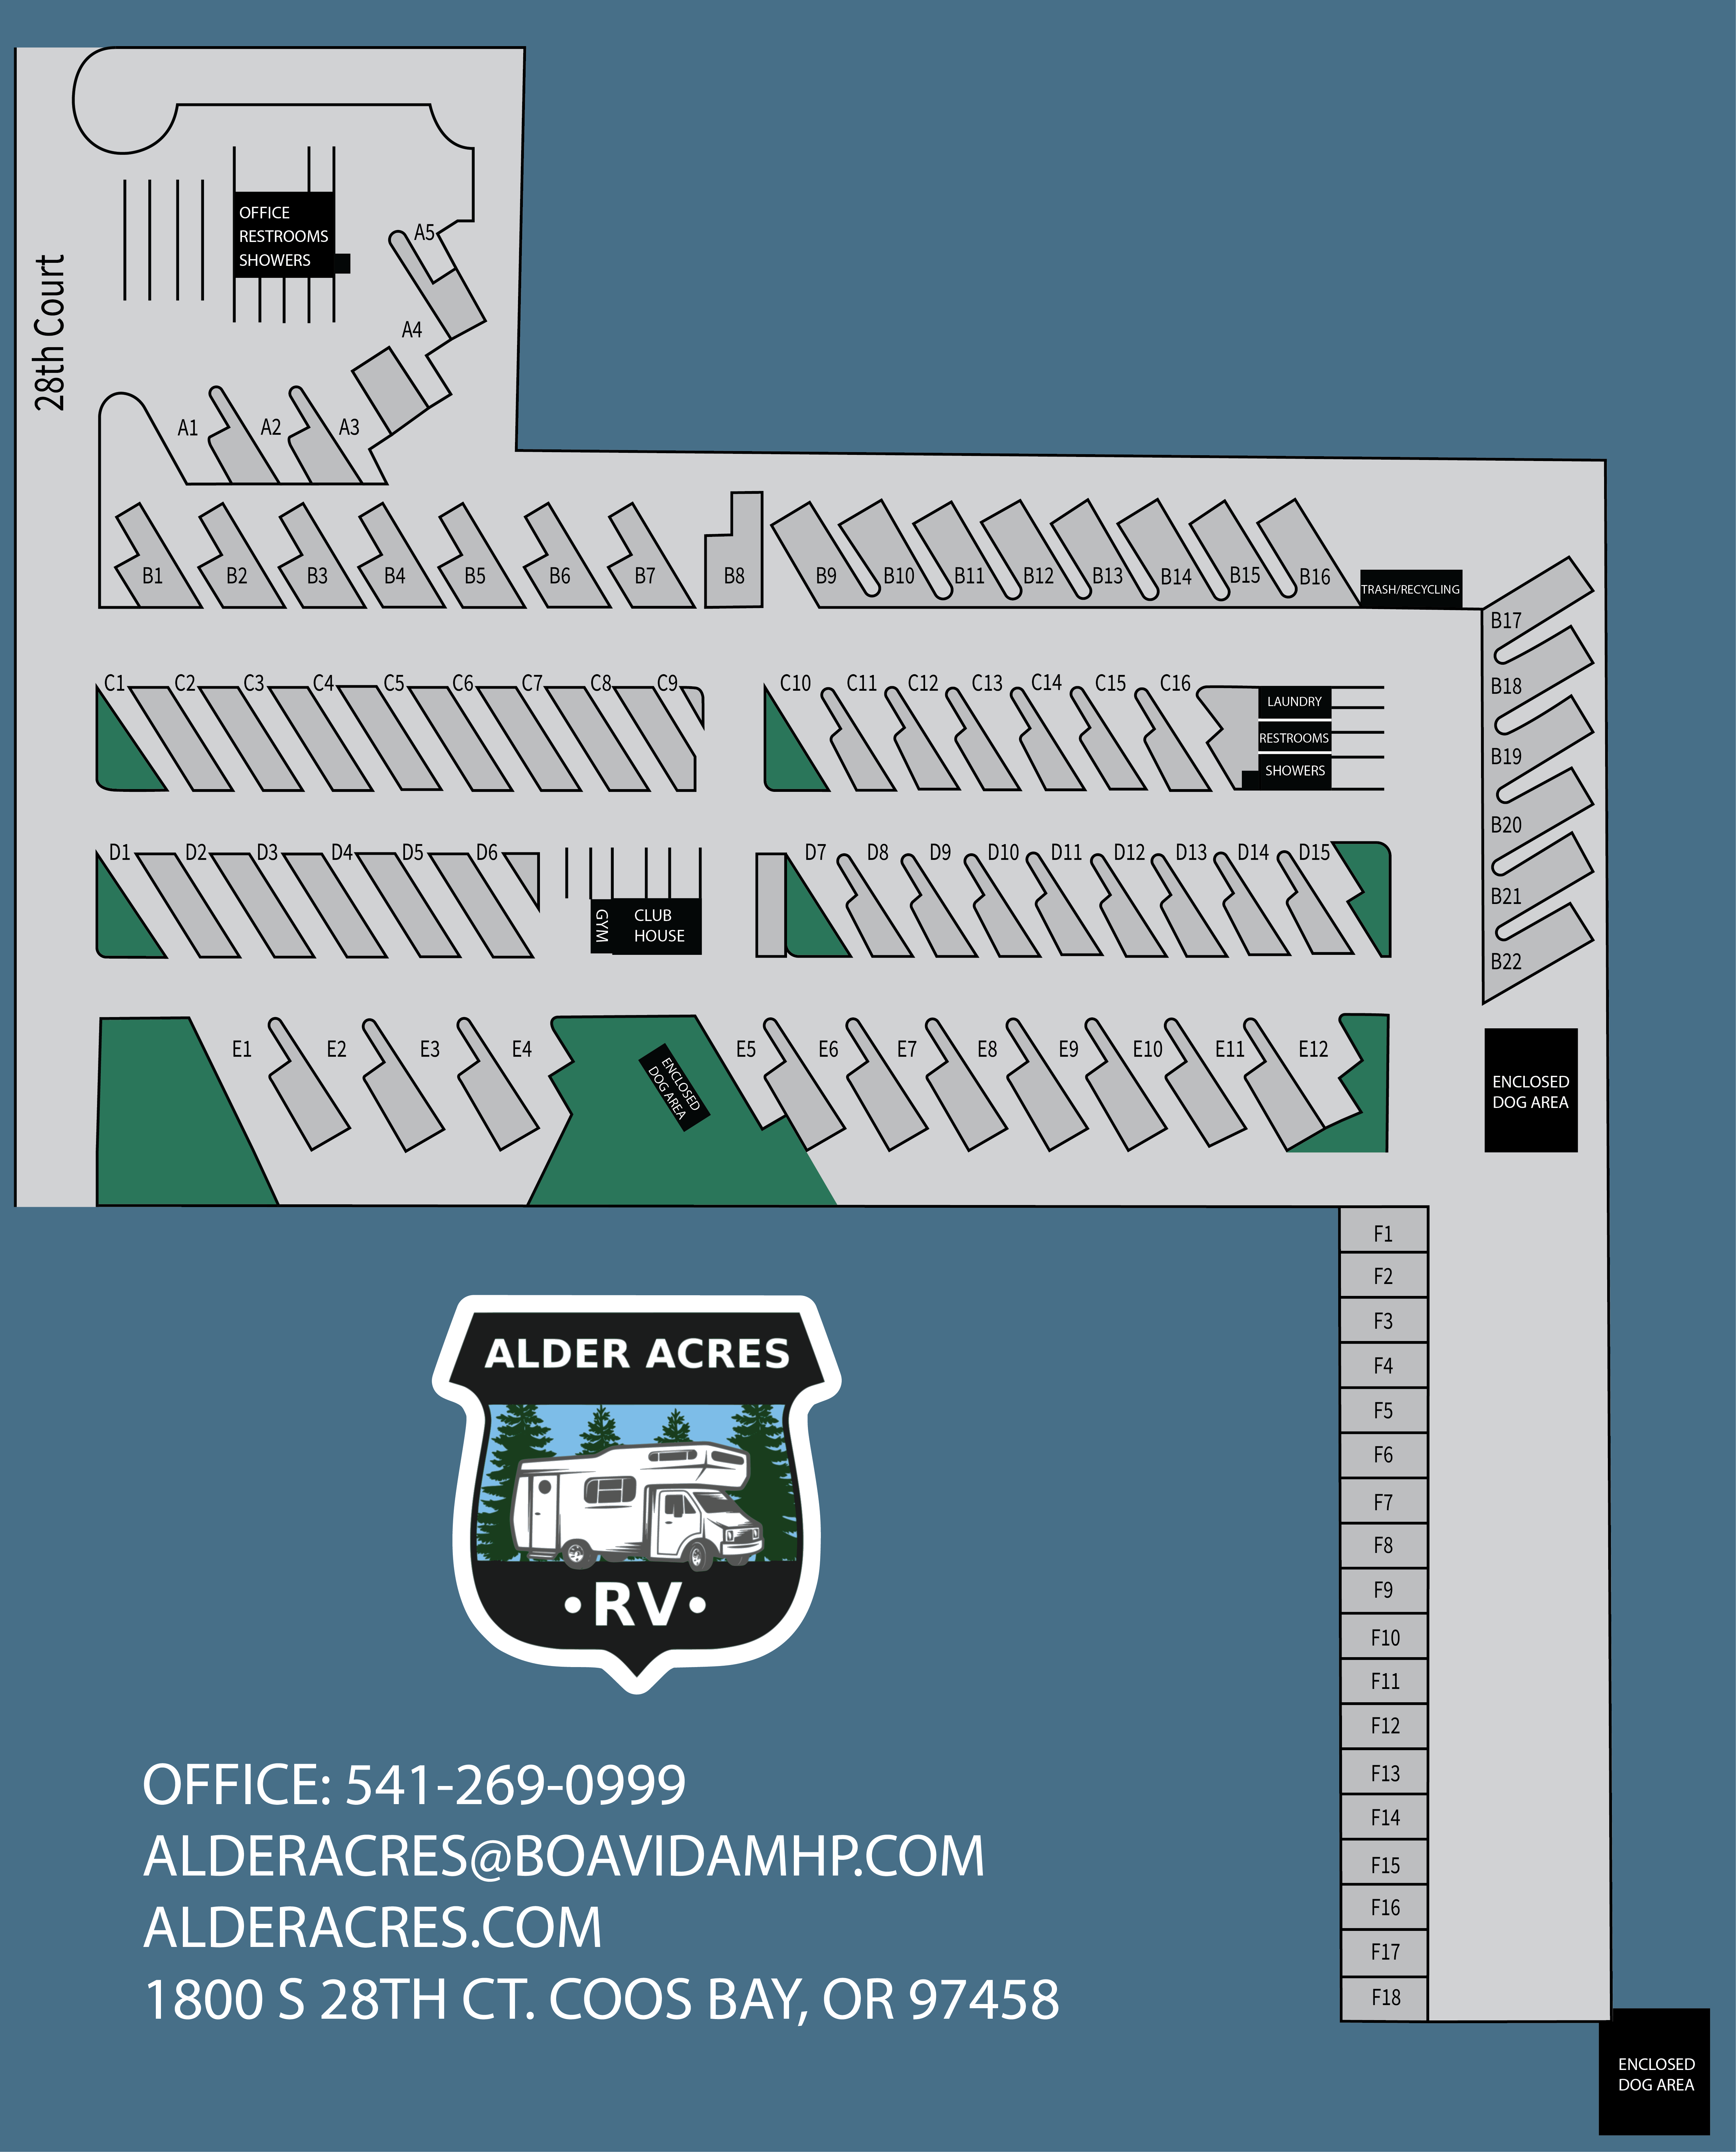 28th Court
OFFICE
RESTROOMS
SHOWERS
A5
A4
A1 A2 A3
B1 B2 B3 B4 B5 B6 B7 B8 B9 B10 B11 B12 B13 B14 B15 B16
TRASH/RECYCLING
B17
B18
B19
B20
B21
B22
C1 C2 C3 C4 C5 C6 C7 C8 C9 C10 C11 C12 C13 C14 C15 C16
LAUNDRY
RESTROOMS
SHOWERS
D1 D2 D3 D4 D5 D6 D7 D8 D9 D10 D11 D12 D13 D14 D15
GYM
CLUB
HOUSE
E1 E2 E3 E4 E5 E6 E7 E8 E9 E10 E11 E12
ENCLOSED
DOG AREA
ENCLOSED
DOG AREA
F1
F2
F3
F4
F5
F6
F7
F8
F9
F10
F11
F12
F13
F14
F15
F16
F17
F18
ALDER ACRES
•RV•
OFFICE: 541-269-0999
ALDERACRES@BOAVIDAMHP.COM
ALDERACRES.COM
1800 S 28TH CT. COOS BAY, OR 97458
ENCLOSED
DOG AREA